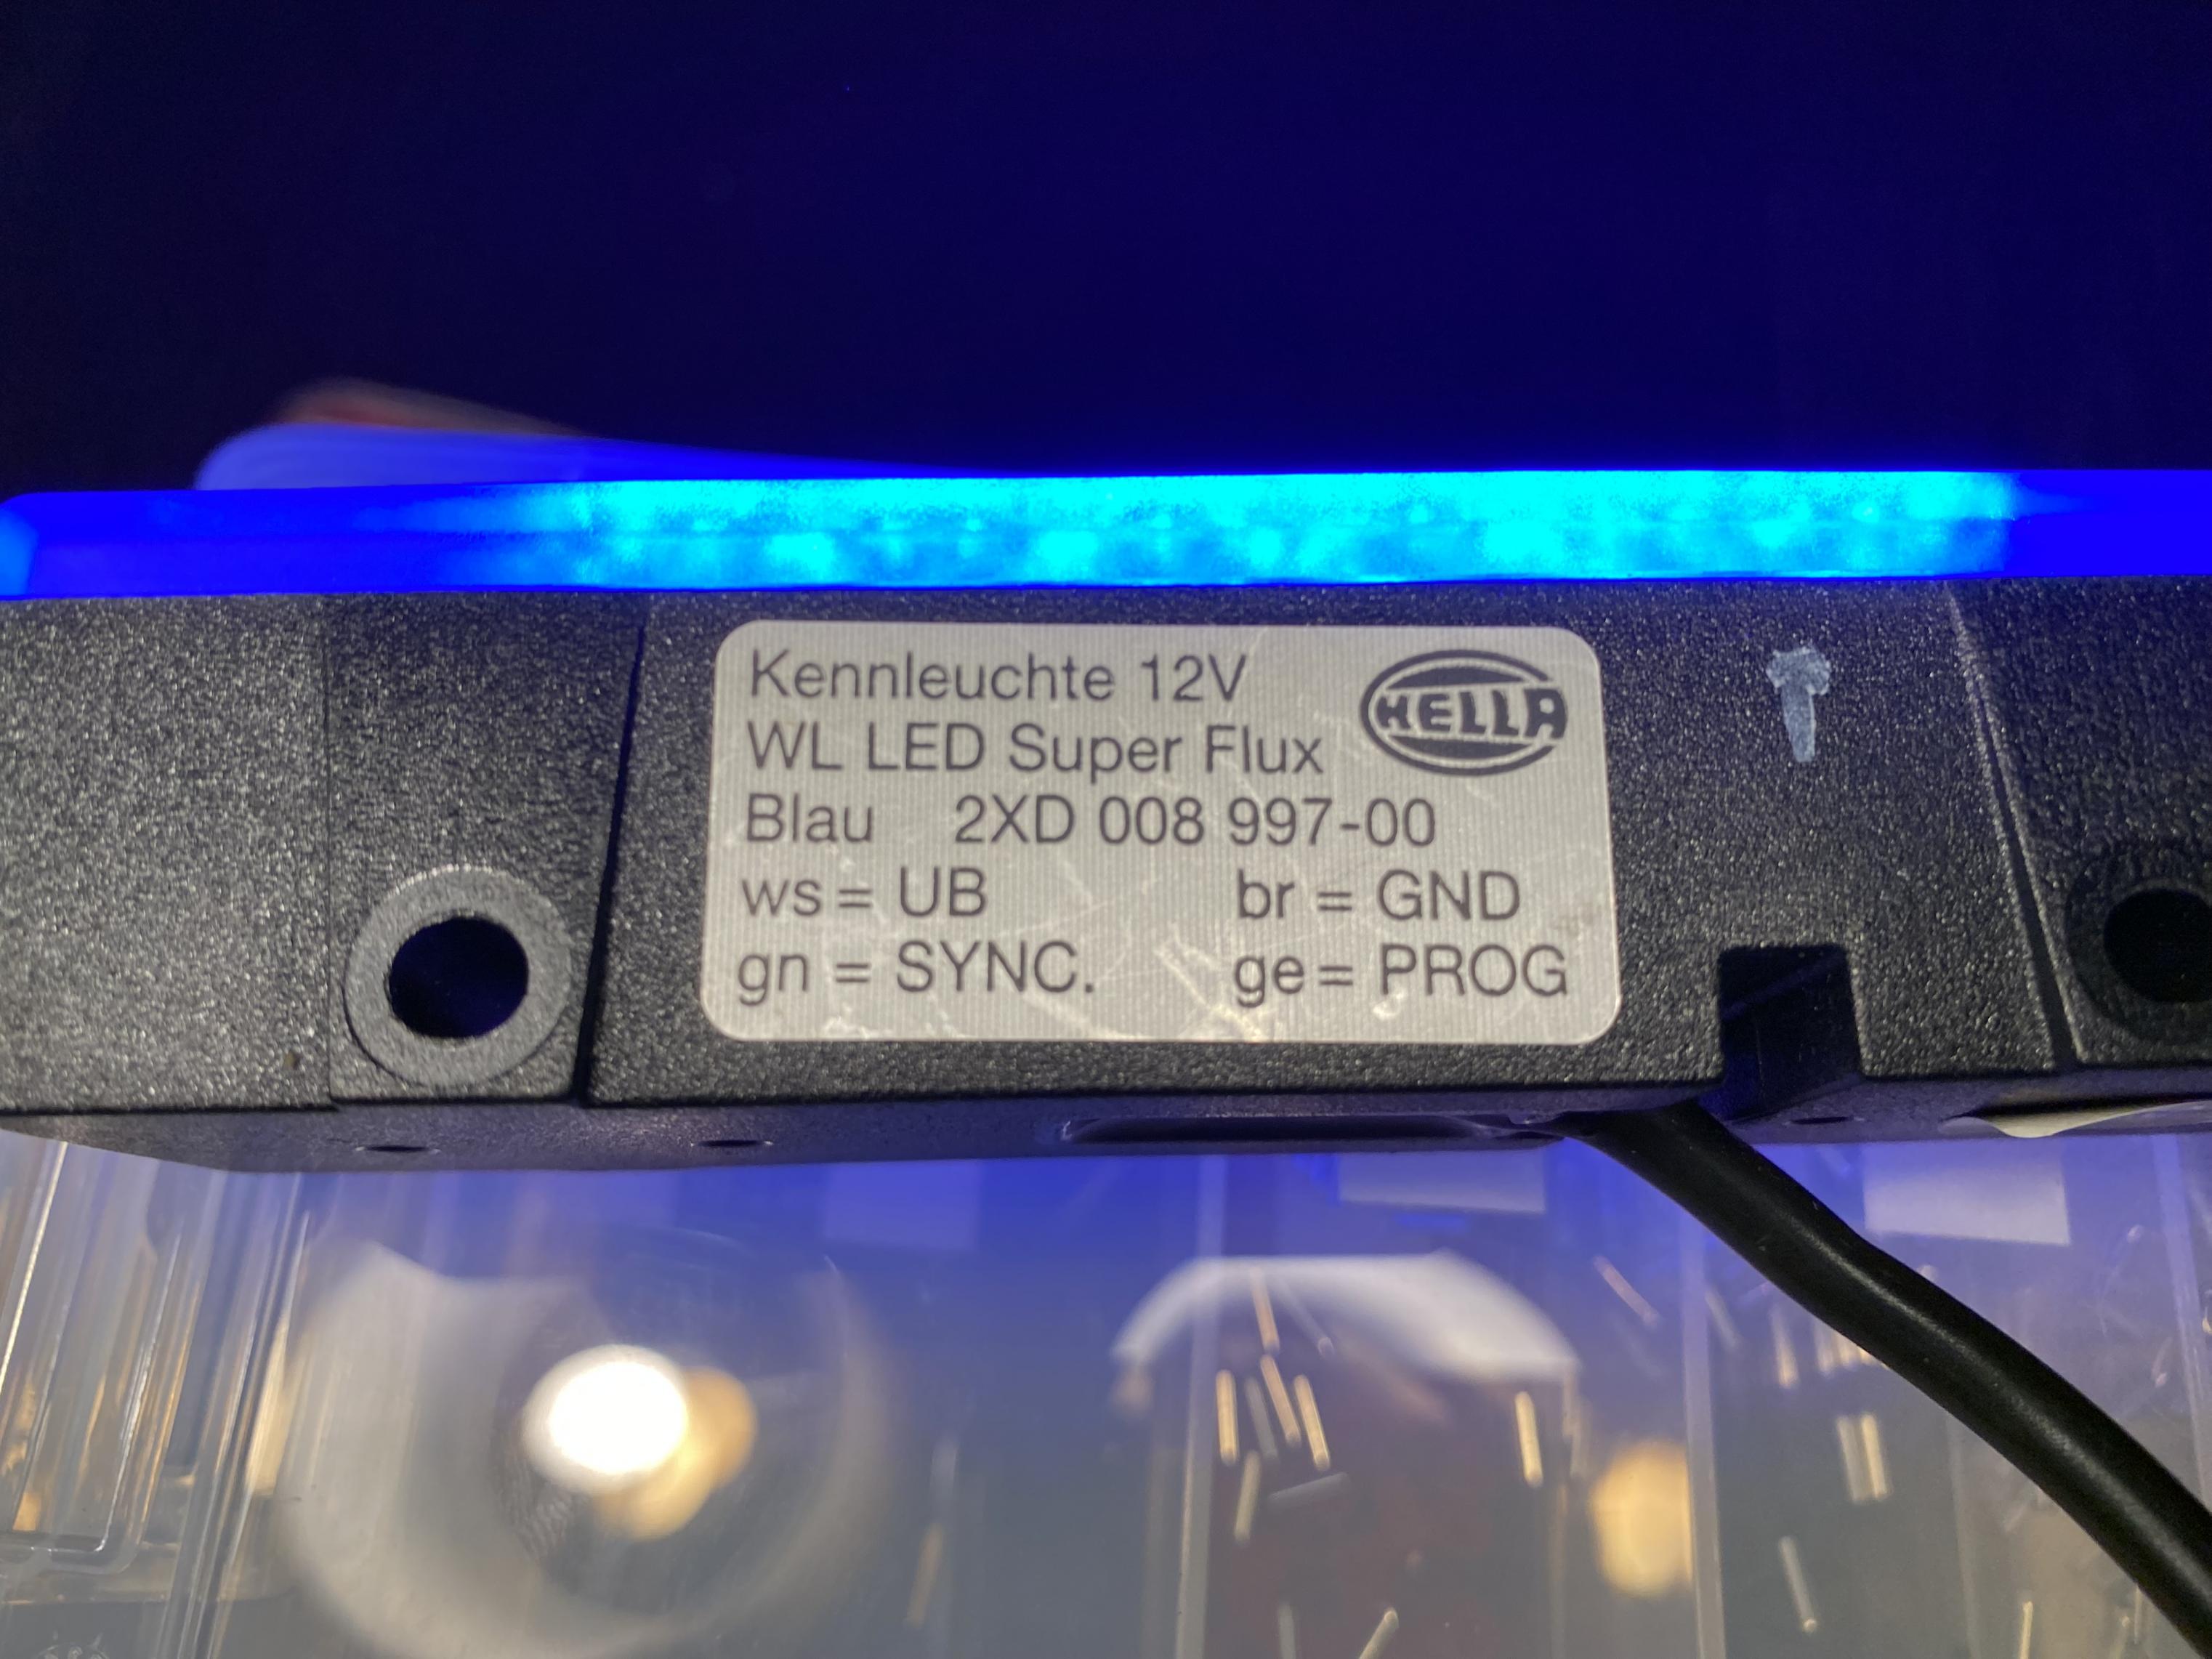 Kennleuchte 12V
HELLA
WL LED Super Flux
Blau 2XD 008 997-00
ws = UB br = GND
gn = SYNC. ge = PROG